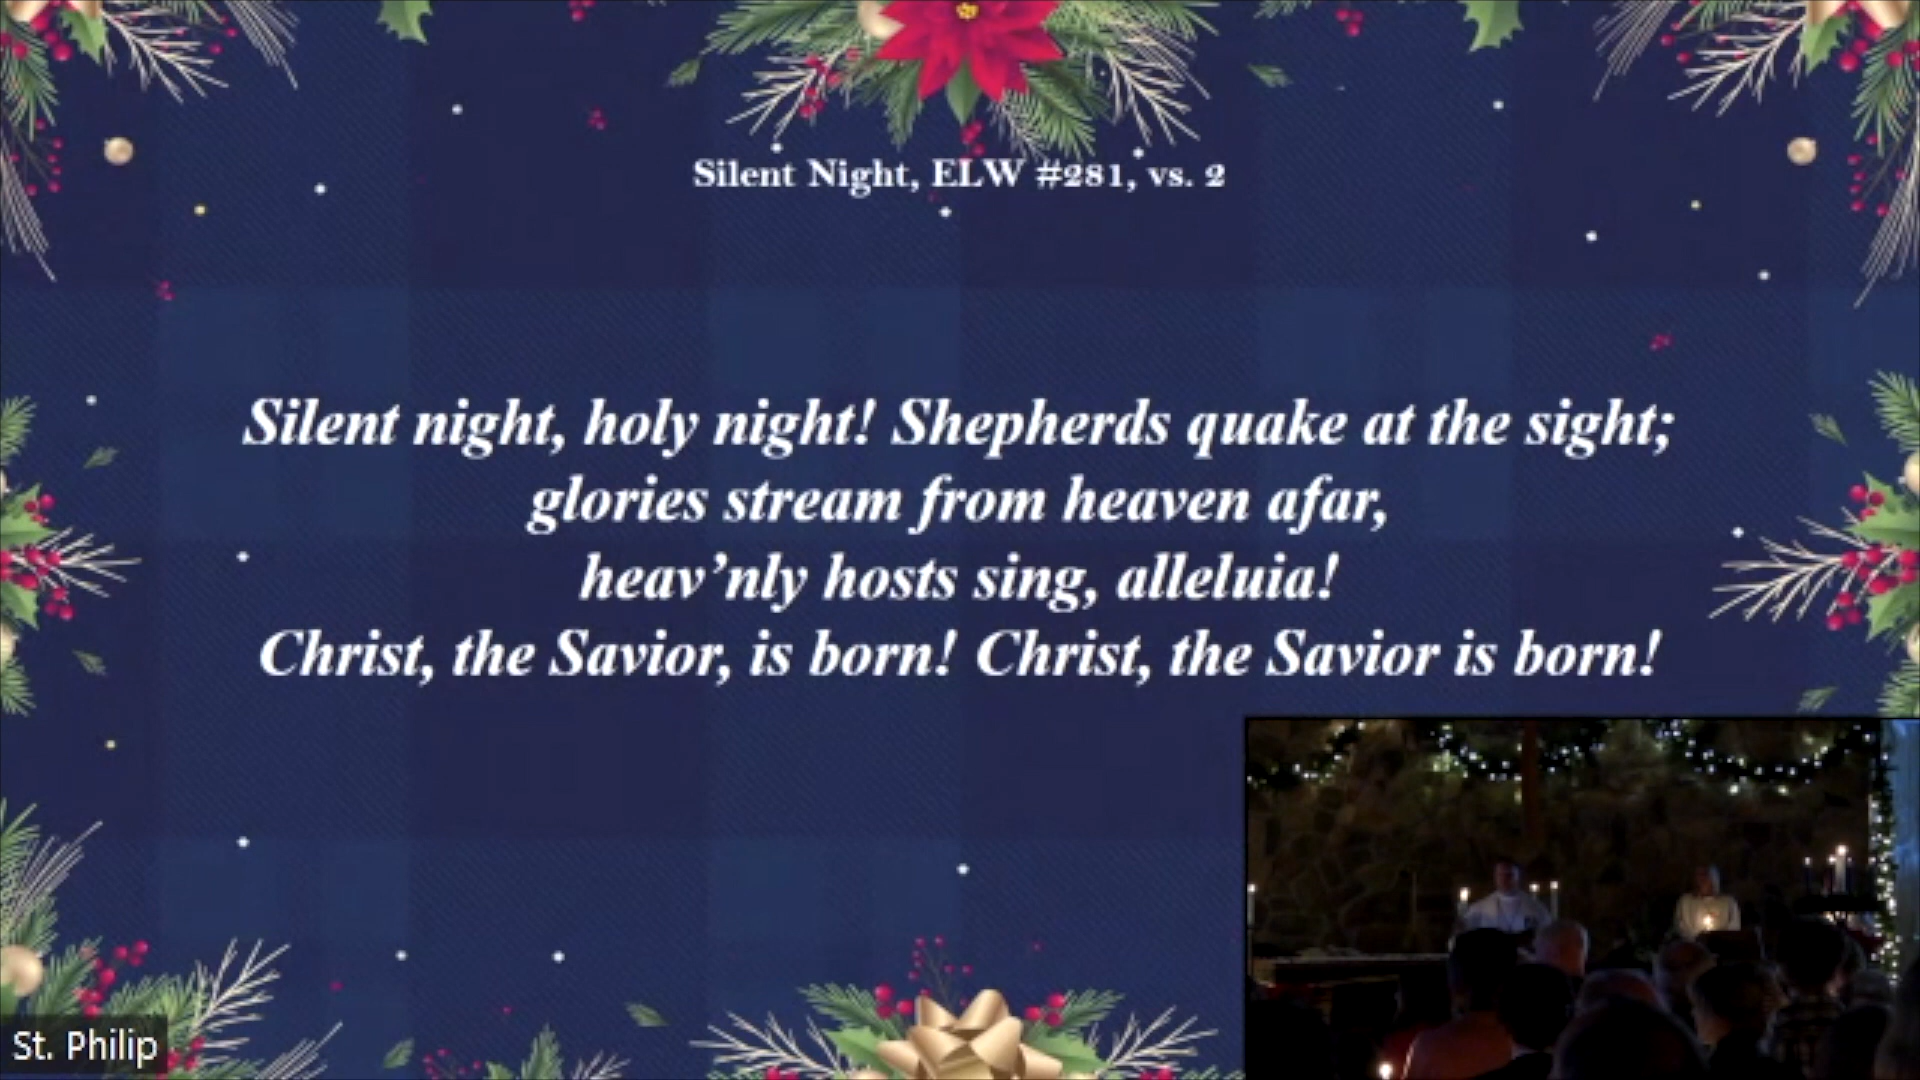 Silent Night, ELW #281, vs. 2
Silent night, holy night! Shepherds quake at the sight;
glories stream from heaven afar,
heav’nly hosts sing, alleluia!
Christ, the Savior, is born! Christ, the Savior is born!
St. Philip